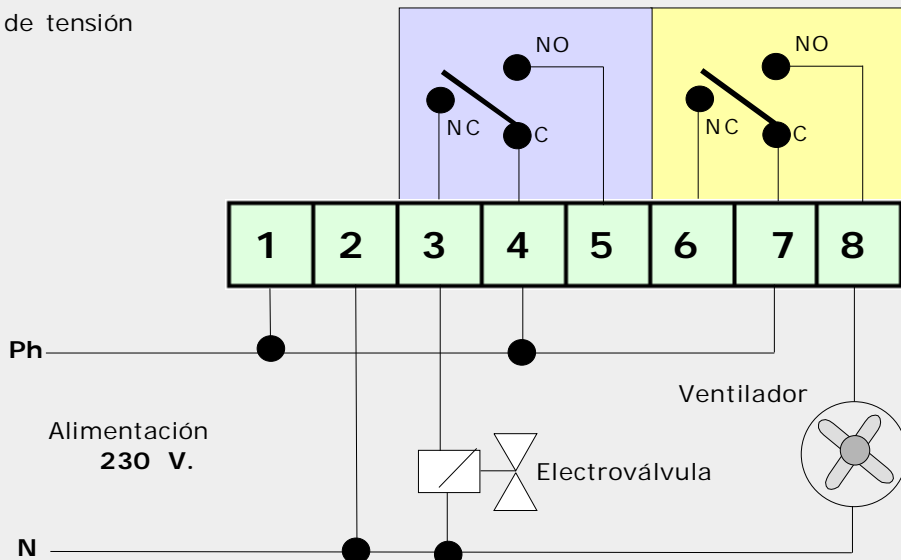 de tensión
NO
NO
NC
C
NC
C
1 2 3 4 5 6 7 8
Ph
Ventilador
Alimentación
230 V.
Electroválvula
N